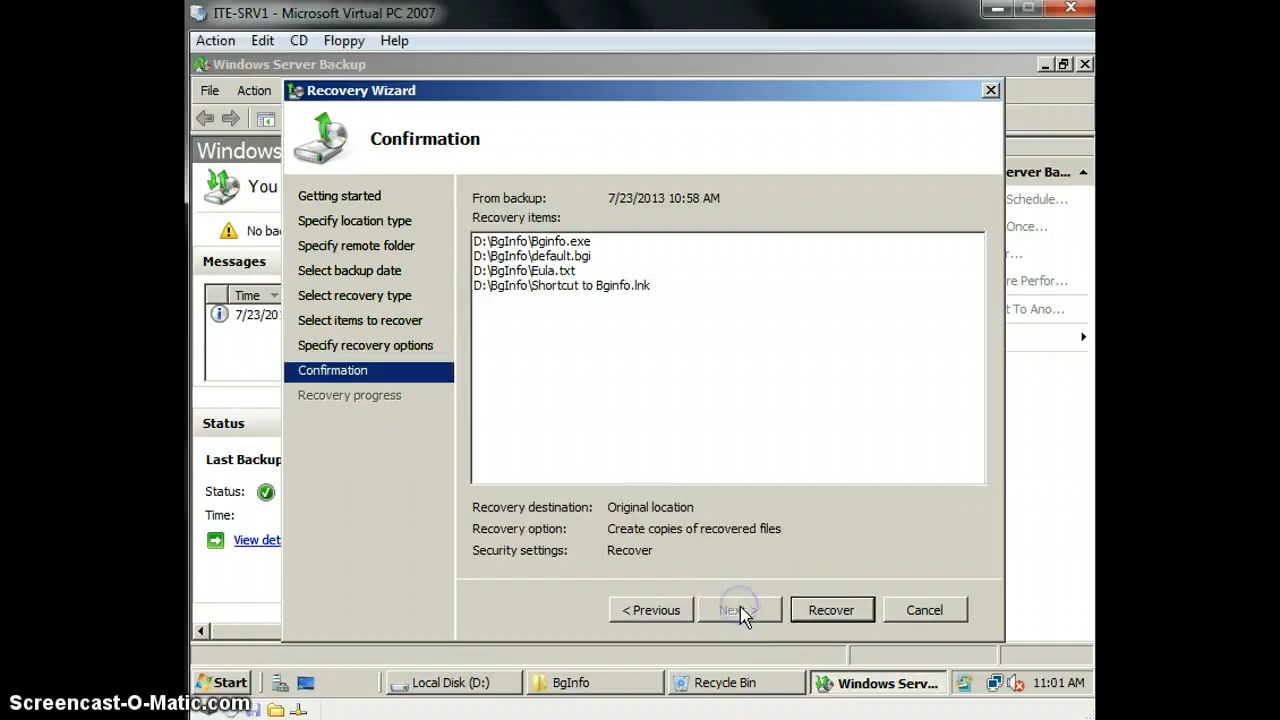 ITE-SRV1 - Microsoft Virtual PC 2007
Action Edit CD Floppy Help
Windows Server Backup
File Action
Recovery Wizard
Confirmation
Windows
You
No bac
Messages
Time
7/23/20
Status
Last Backup
Status:
Time:
View det
Getting started
Specify location type
Specify remote folder
Select backup date
Select recovery type
Select items to recover
Specify recovery options
Confirmation
Recovery progress
From backup: 7/23/2013 10:58 AM
Recovery items:
D:\BgInfo\Bginfo.exe
D:\BgInfo\default.bgi
D:\BgInfo\Eula.txt
D:\BgInfo\Shortcut to Bginfo.lnk
Recovery destination: Original location
Recovery option: Create copies of recovered files
Security settings: Recover
< Previous Next > Recover Cancel
erver Ba...
Schedule...
Once...
re Perfor...
t To Ano...
Start Local Disk (D:) BgInfo Recycle Bin Windows Serv... 11:01 AM
Screencast-O-Matic.com